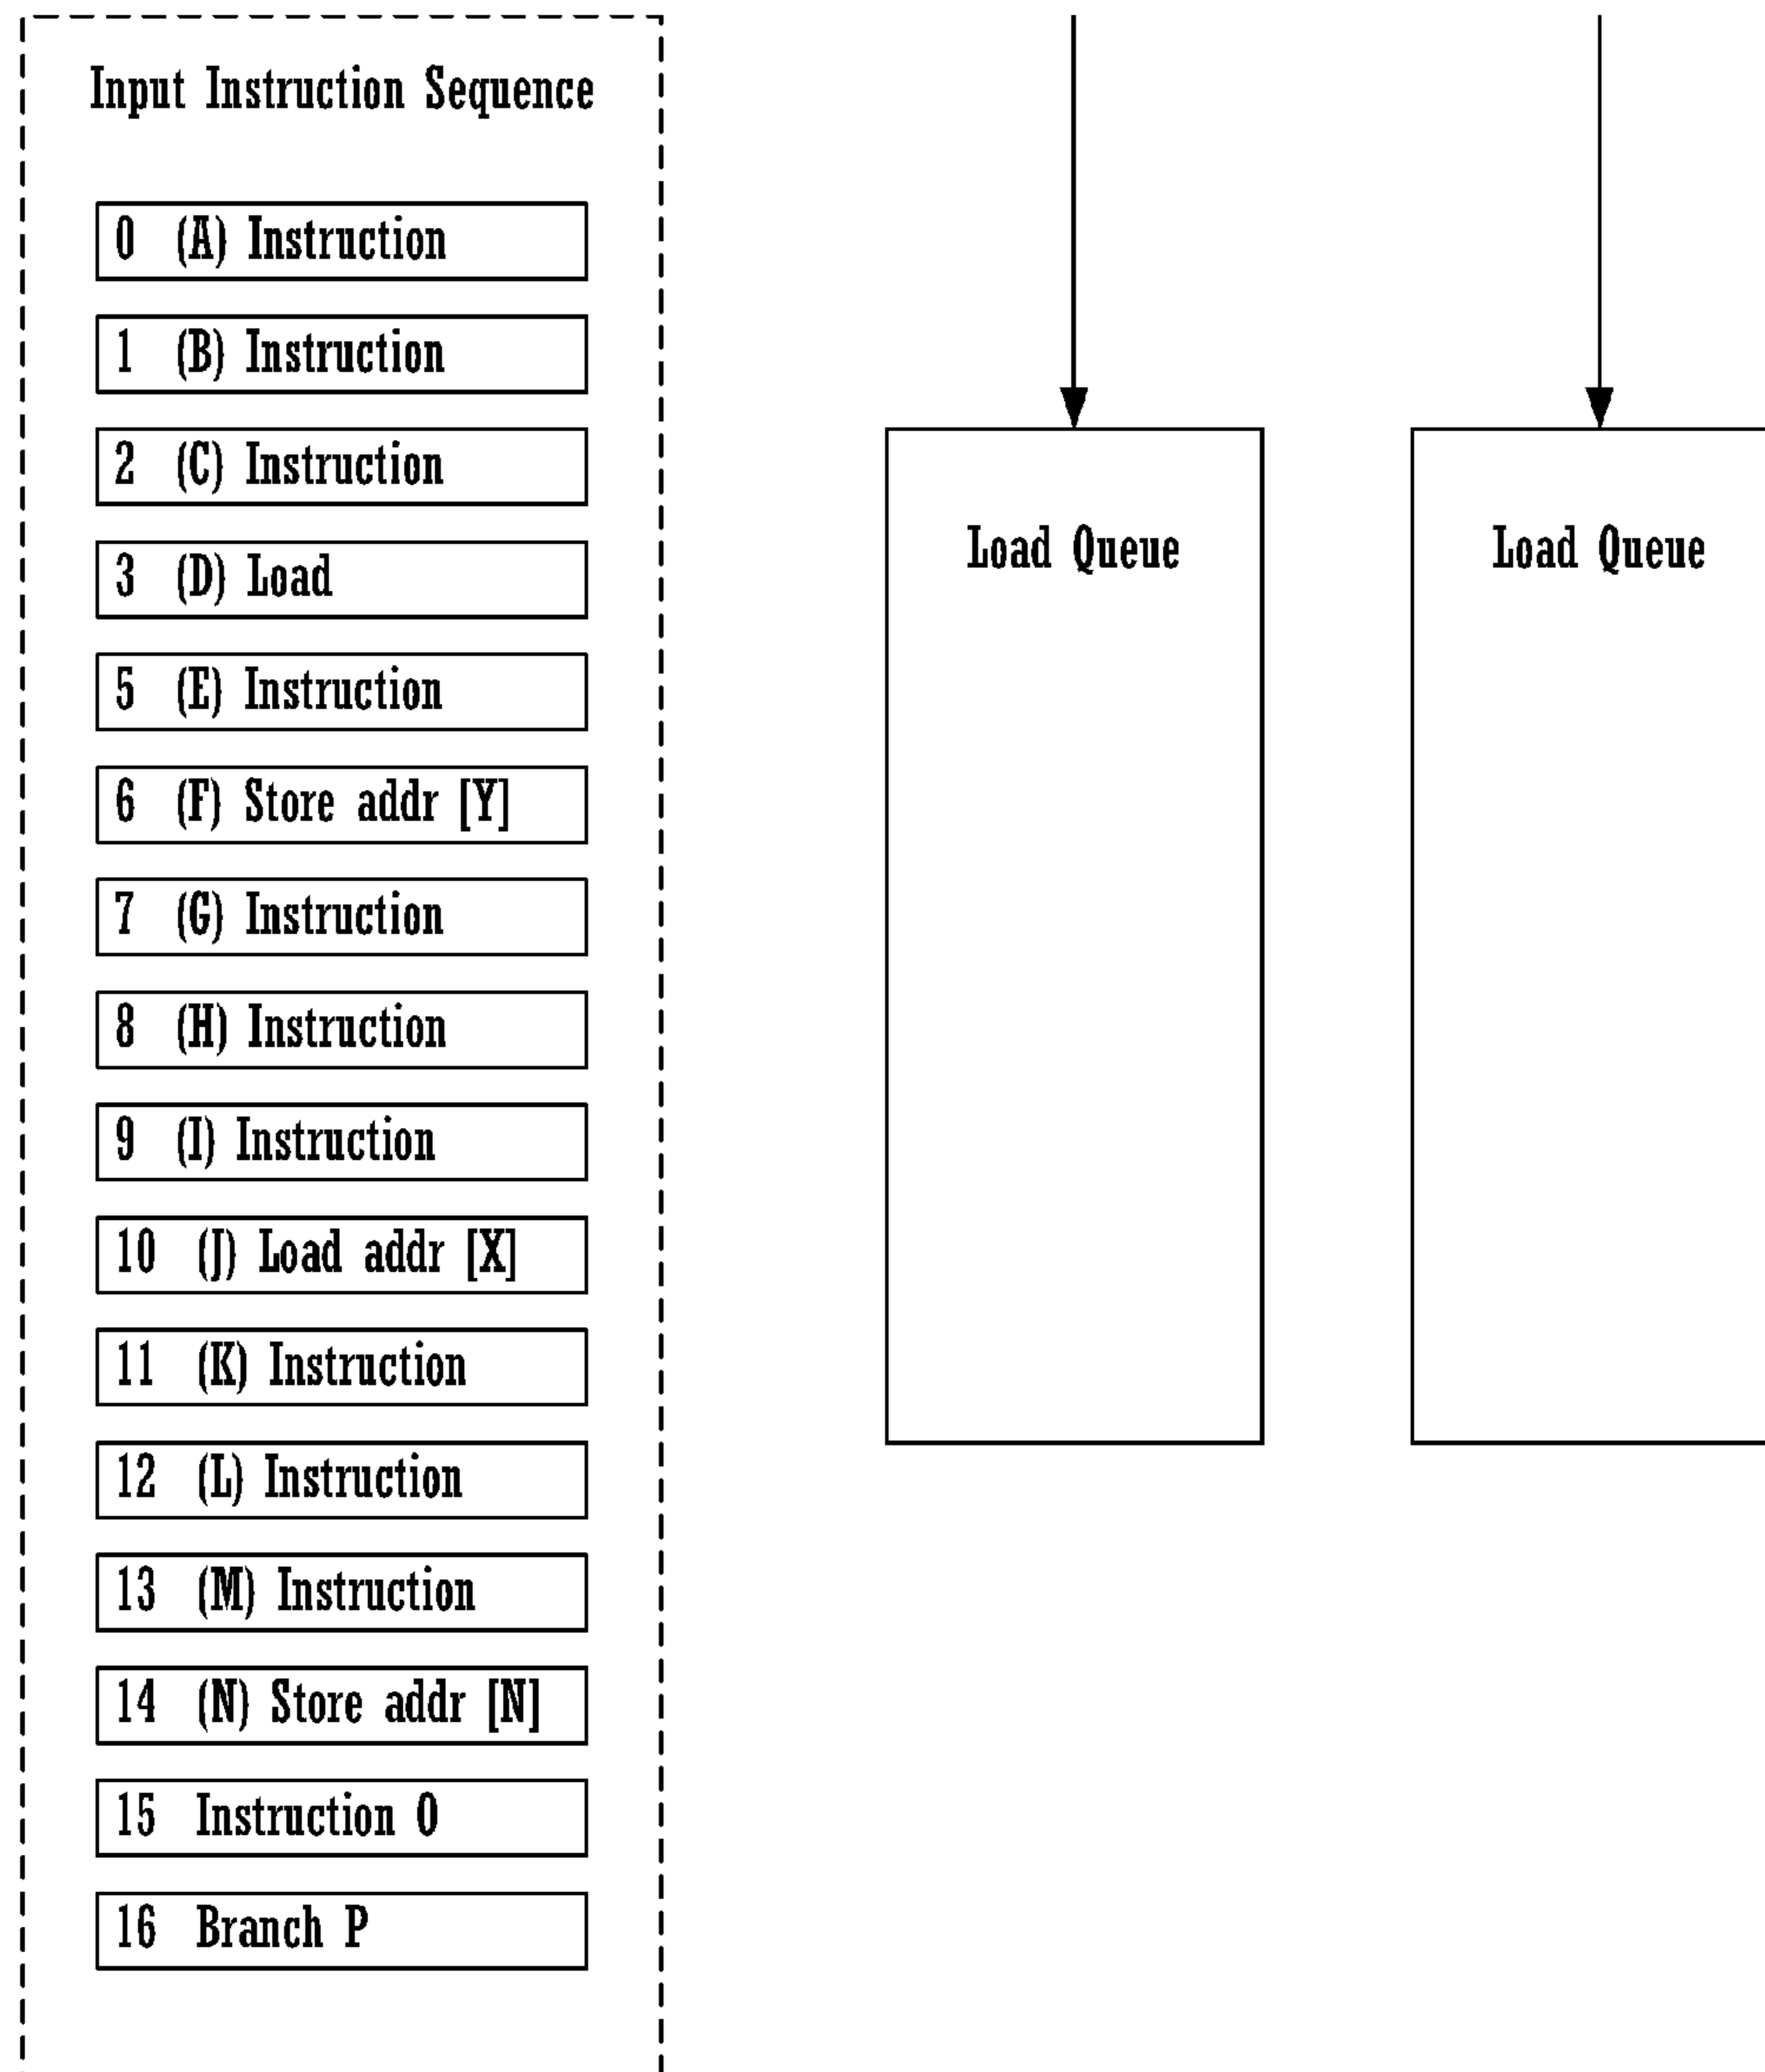 Input Instruction Sequence
0 (A) Instruction
1 (B) Instruction
2 (C) Instruction
3 (D) Load
5 (E) Instruction
6 (F) Store addr [Y]
7 (G) Instruction
8 (H) Instruction
9 (I) Instruction
10 (J) Load addr [X]
11 (K) Instruction
12 (L) Instruction
13 (M) Instruction
14 (N) Store addr [N]
15 Instruction O
16 Branch P
Load Queue
Load Queue